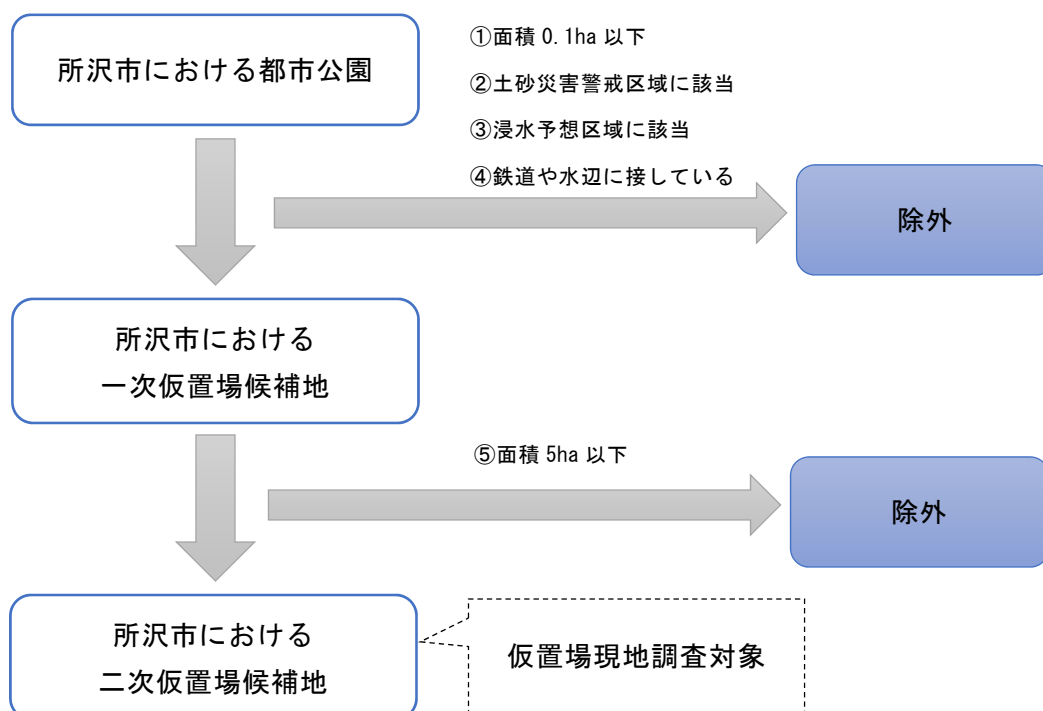 所沢市における都市公園
①面積 0.1ha 以下
②土砂災害警戒区域に該当
③浸水予想区域に該当
④鉄道や水辺に接している
除外
所沢市における
一次仮置場候補地
⑤面積 5ha 以下
除外
所沢市における
二次仮置場候補地
仮置場現地調査対象